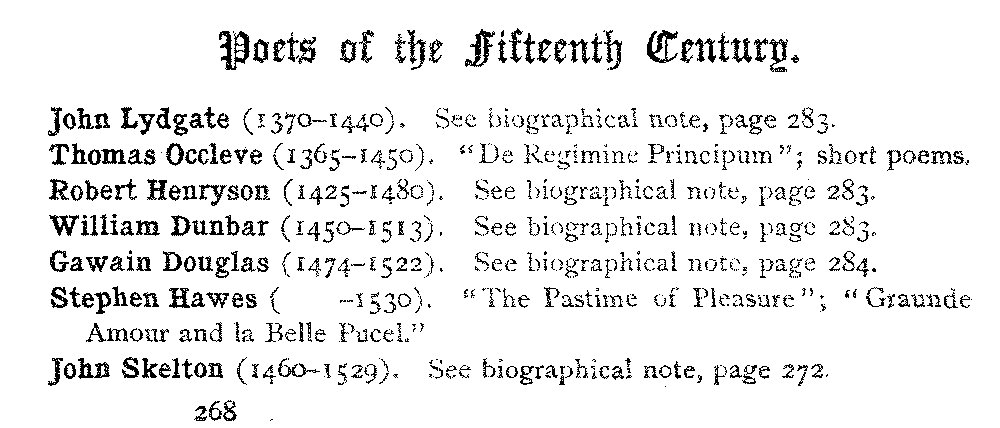 Poets of the Fifteenth Century.
John Lydgate (1370–1440). See biographical note, page 283.
Thomas Occleve (1365–1450). “De Regimine Principum”; short poems.
Robert Henryson (1425–1480). See biographical note, page 283.
William Dunbar (1450–1513). See biographical note, page 283.
Gawain Douglas (1474–1522). See biographical note, page 284.
Stephen Hawes ( –1530). “The Pastime of Pleasure”; “Graunde
Amour and la Belle Pucel.”
John Skelton (1460–1529). See biographical note, page 272.
268